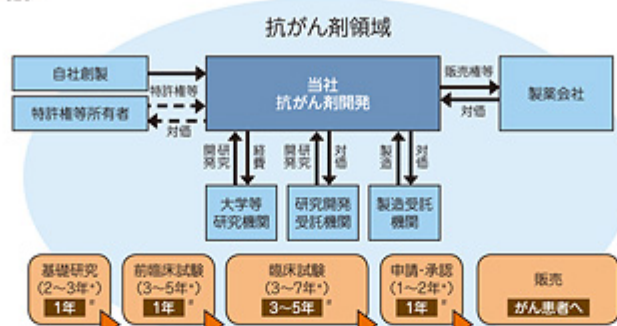 抗がん剤領域
自社創製
特許権等所有者
特許権等
対価
当社
抗がん剤開発
販売権等
対価
製薬会社
研究
開発
経費
研究
開発
対価
製造
対価
大学等
研究機関
研究開発
受託機関
製造受託
機関
基礎研究
(2〜3年*)
1年※
前臨床試験
(3〜5年*)
1年※
臨床試験
(3〜7年*)
3〜5年※
申請・承認
(1〜2年*)
1年※
販売
がん患者へ